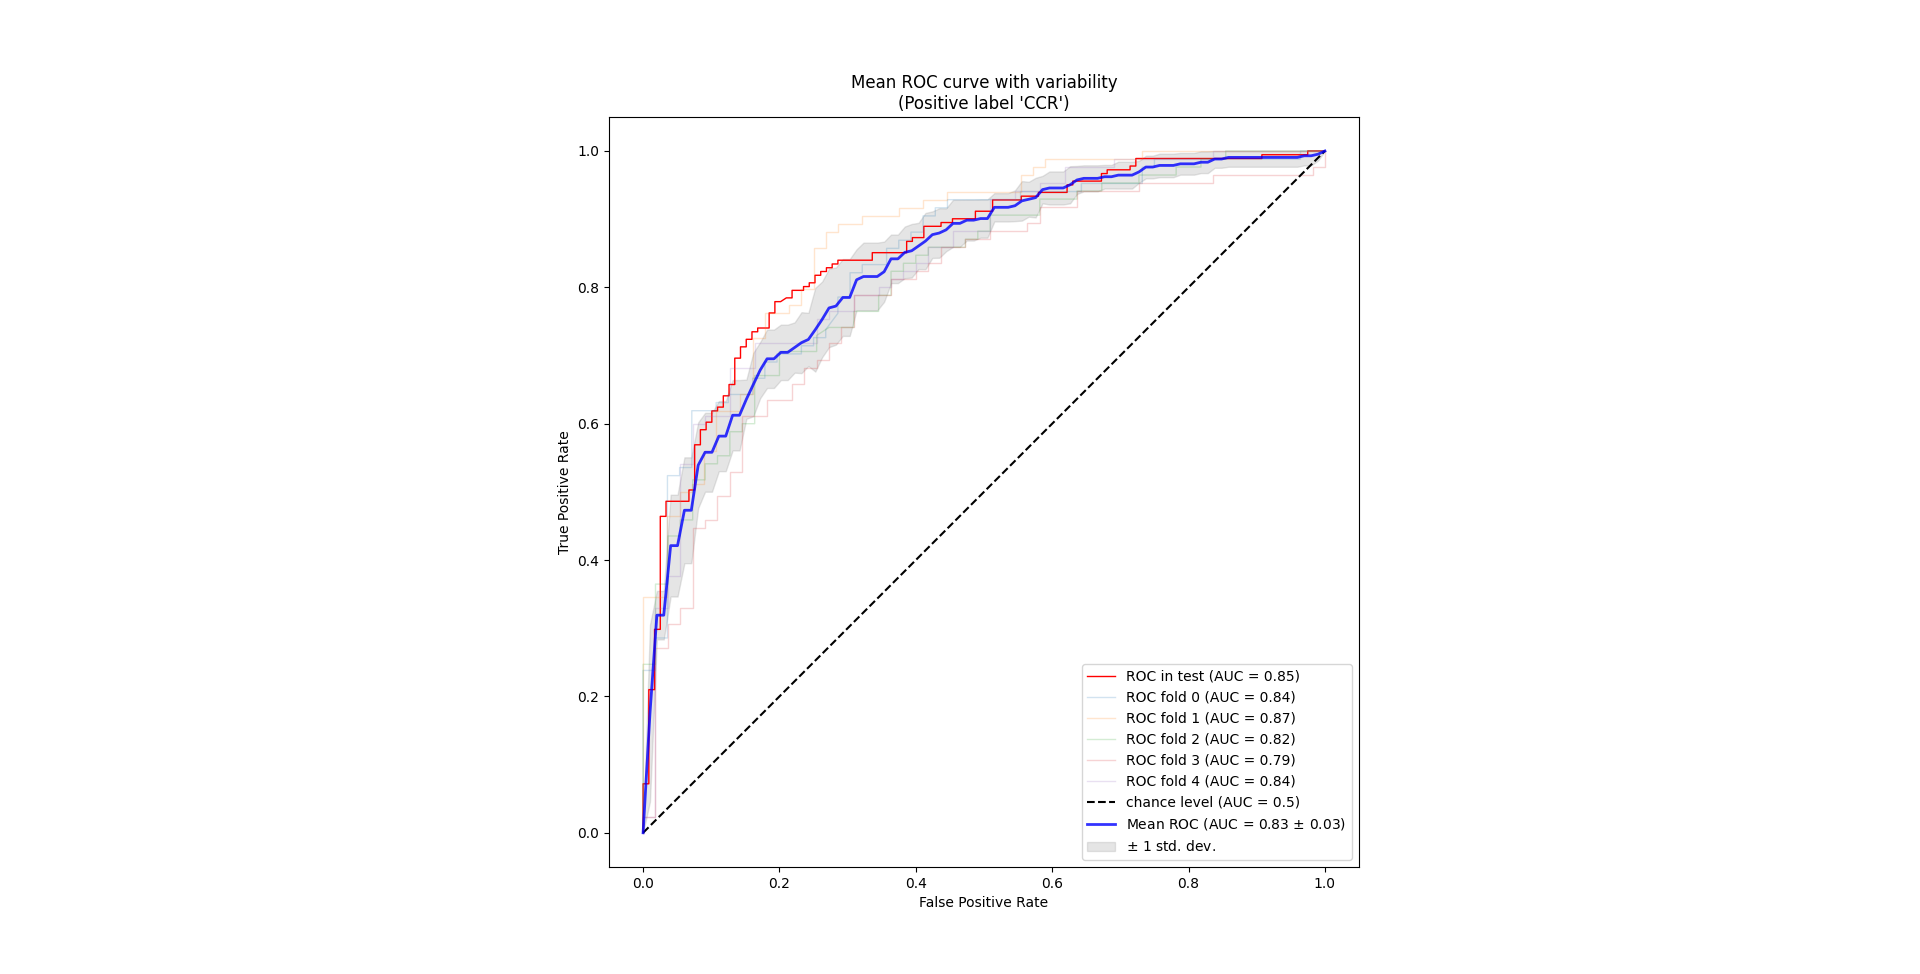 Mean ROC curve with variability
(Positive label 'CCR')
True Positive Rate
1.0
0.8
0.6
0.4
0.2
0.0
0.0 0.2 0.4 0.6 0.8 1.0
False Positive Rate
ROC in test (AUC = 0.85)
ROC fold 0 (AUC = 0.84)
ROC fold 1 (AUC = 0.87)
ROC fold 2 (AUC = 0.82)
ROC fold 3 (AUC = 0.79)
ROC fold 4 (AUC = 0.84)
chance level (AUC = 0.5)
Mean ROC (AUC = 0.83 ± 0.03)
± 1 std. dev.